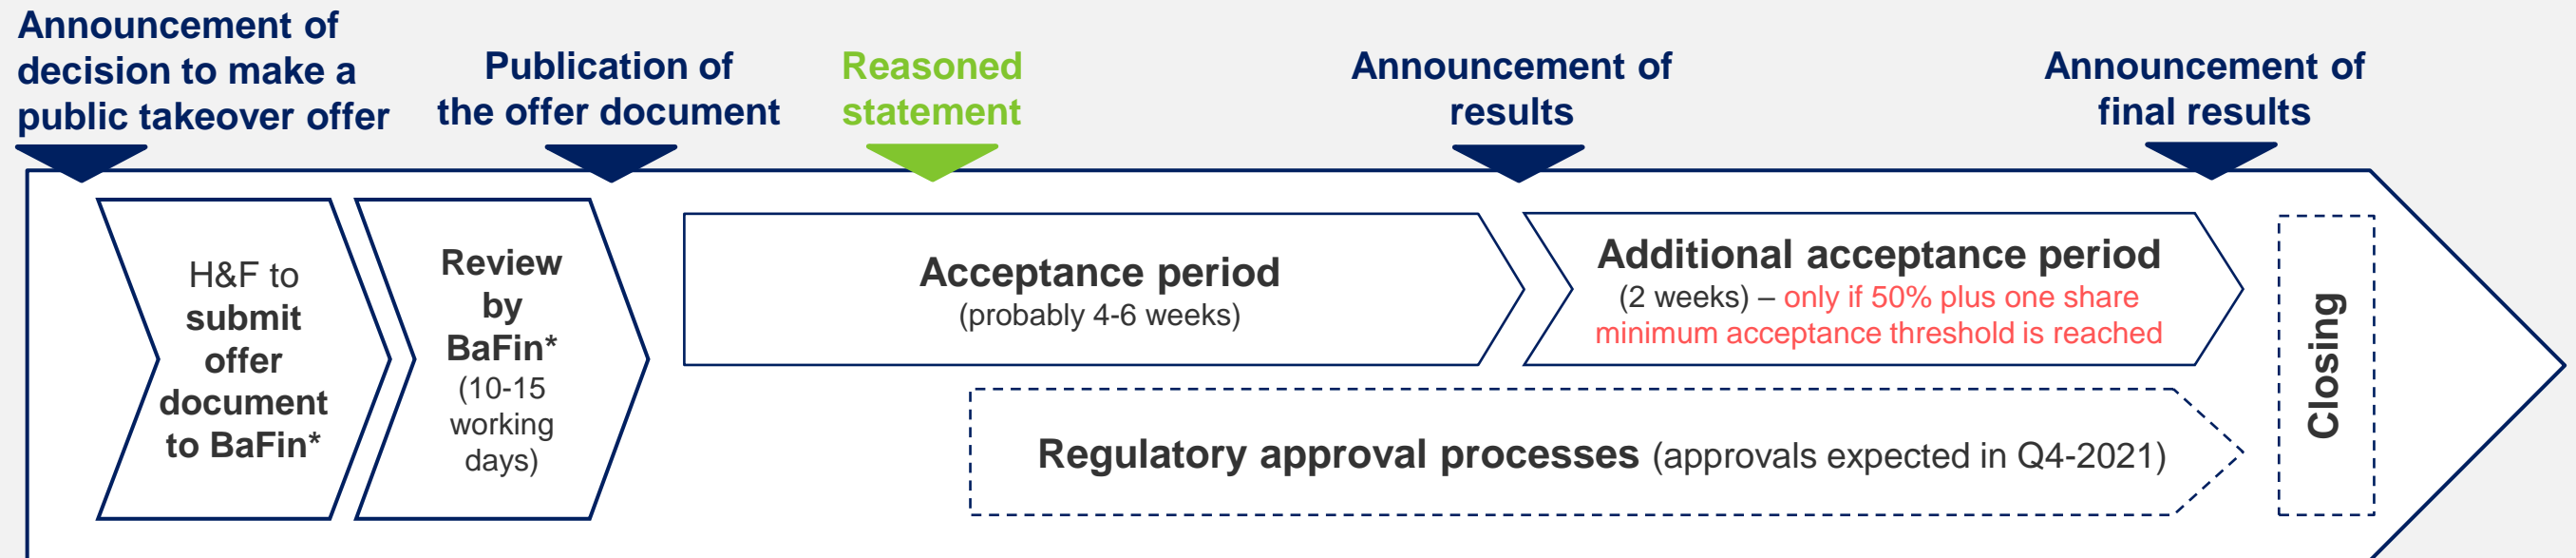 Announcement of
decision to make a
public takeover offer
Publication of
the offer document
Reasoned
statement
Announcement of
results
Announcement of
final results
H&F to
submit
offer
document
to BaFin*
Review
by
BaFin*
(10-15
working
days)
Acceptance period
(probably 4-6 weeks)
Additional acceptance period
(2 weeks) – only if 50% plus one share
minimum acceptance threshold is reached
Regulatory approval processes (approvals expected in Q4-2021)
Closing